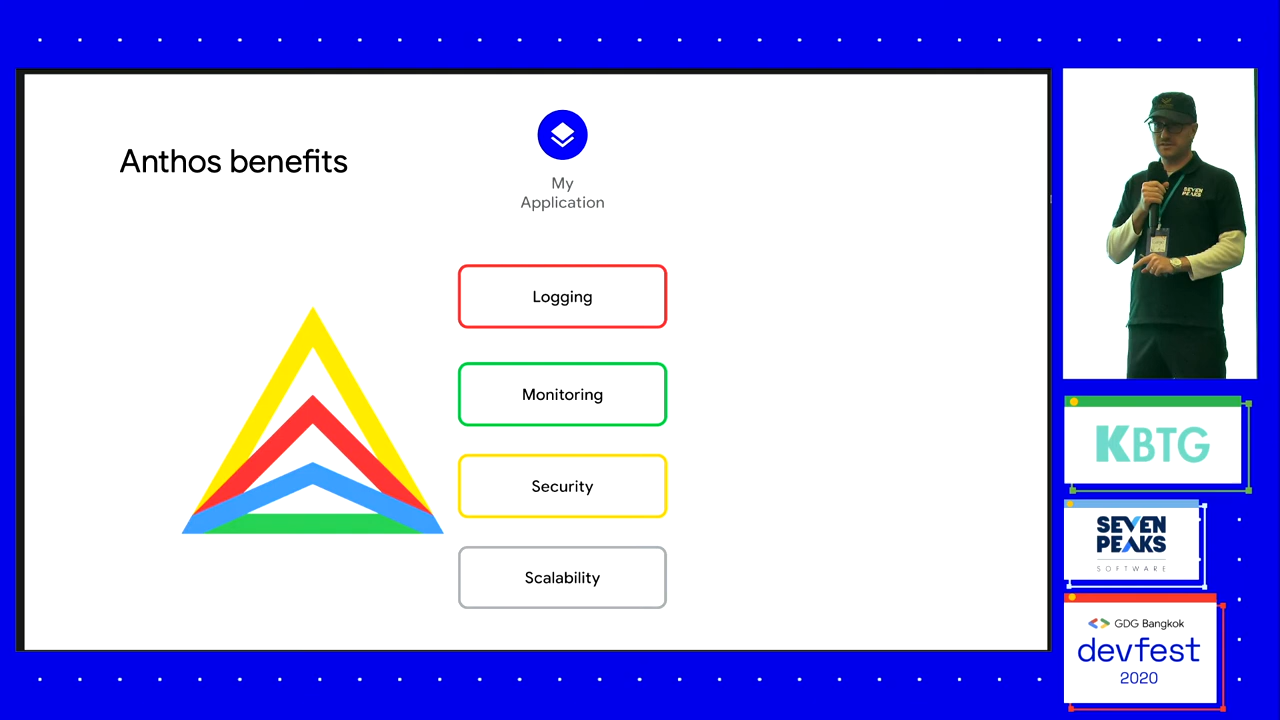 Anthos benefits
My
Application
Logging
Monitoring
Security
Scalability
SEVEN
PEAKS
KBTG
SEVEN
PEAKS
SOFTWARE
GDG Bangkok
devfest
2020